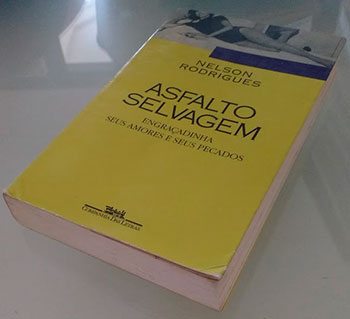 NELSON
RODRIGUES
ASFALTO
SELVAGEM
ENGRAÇADINHA
SEUS AMORES E SEUS PECADOS
COMPANHIA DAS LETRAS